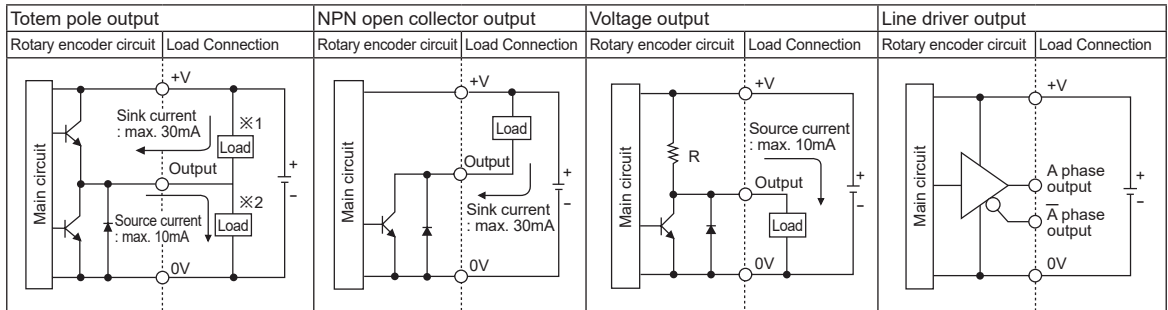 Totem pole output
Rotary encoder circuit
Load Connection
Main circuit
+V
Sink current
: max. 30mA
※1
Load
Output
※2
Source current
: max. 10mA
Load
+
−
0V
NPN open collector output
Rotary encoder circuit
Load Connection
Main circuit
+V
Load
Output
Sink current
: max. 30mA
+
−
0V
Voltage output
Rotary encoder circuit
Load Connection
Main circuit
+V
Source current
: max. 10mA
R
Output
Load
+
−
0V
Line driver output
Rotary encoder circuit
Load Connection
Main circuit
+V
A phase
output
A̅ phase
output
+
−
0V